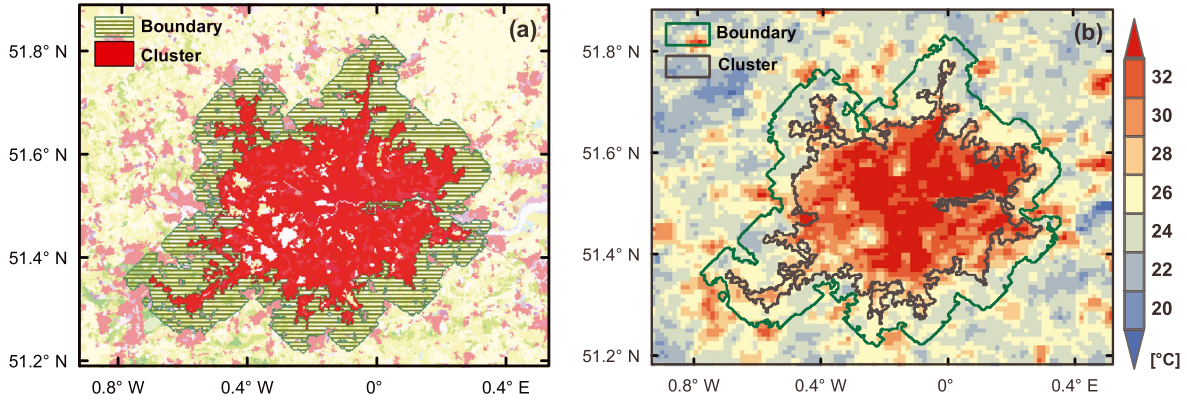 Boundary
Cluster
(a)
51.8° N
51.6° N
51.4° N
51.2° N
0.8° W
0.4° W
0°
0.4° E
Boundary
Cluster
(b)
51.8° N
51.6° N
51.4° N
51.2° N
0.8° W
0.4° W
0°
0.4° E
32
30
28
26
24
22
20
[°C]